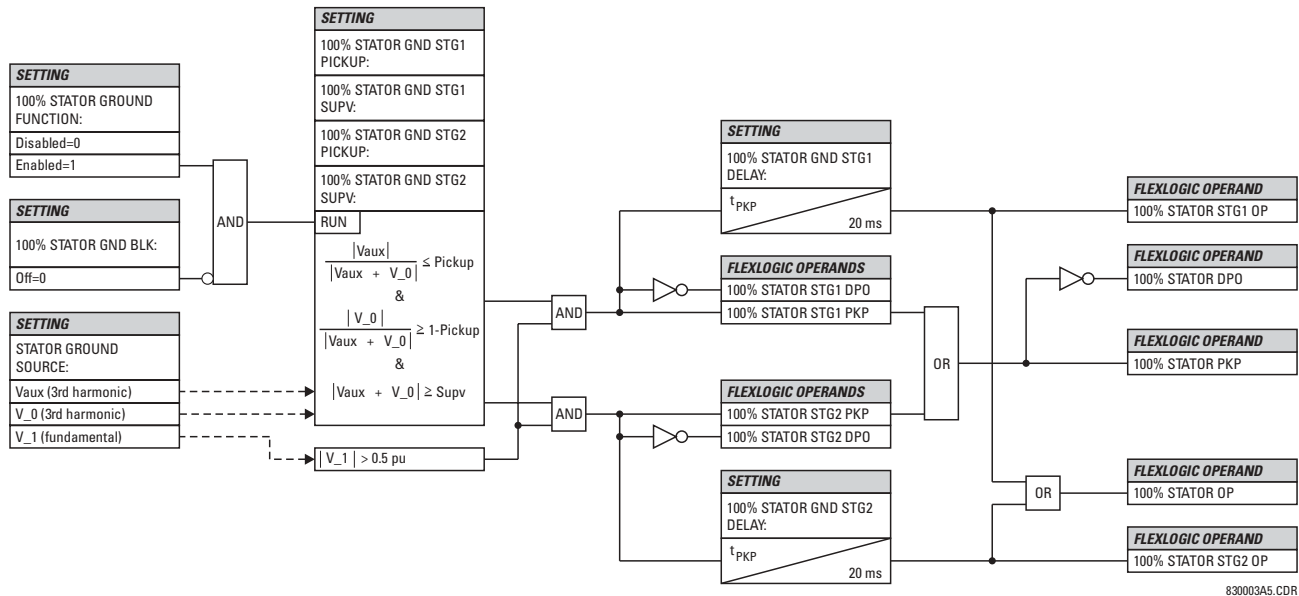 SETTING
100% STATOR GROUND
FUNCTION:
Disabled=0
Enabled=1
SETTING
100% STATOR GND BLK:
Off=0
SETTING
STATOR GROUND
SOURCE:
Vaux (3rd harmonic)
V_0 (3rd harmonic)
V_1 (fundamental)
AND
SETTING
100% STATOR GND STG1
PICKUP:
100% STATOR GND STG1
SUPV:
100% STATOR GND STG2
PICKUP:
100% STATOR GND STG2
SUPV:
RUN
|Vaux|
|Vaux + V_0| ≤ Pickup
&
| V_0 |
|Vaux + V_0| ≥ 1-Pickup
&
|Vaux + V_0| ≥ Supv
| V_1 | > 0.5 pu
AND
AND
SETTING
100% STATOR GND STG1
DELAY:
tPKP
20 ms
FLEXLOGIC OPERANDS
100% STATOR STG1 DPO
100% STATOR STG1 PKP
FLEXLOGIC OPERANDS
100% STATOR STG2 PKP
100% STATOR STG2 DPO
SETTING
100% STATOR GND STG2
DELAY:
tPKP
20 ms
OR
OR
FLEXLOGIC OPERAND
100% STATOR STG1 OP
FLEXLOGIC OPERAND
100% STATOR DPO
FLEXLOGIC OPERAND
100% STATOR PKP
FLEXLOGIC OPERAND
100% STATOR OP
FLEXLOGIC OPERAND
100% STATOR STG2 OP
830003A5.CDR